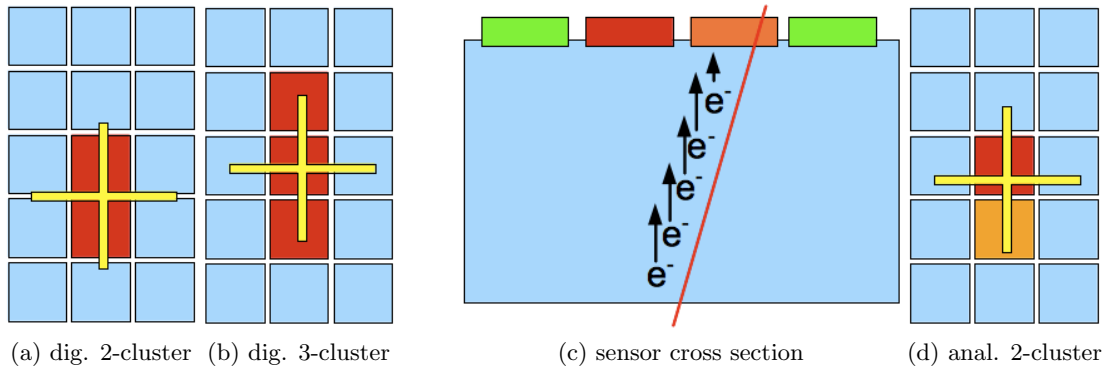 e-
e-
e-
e-
e-
(a) dig. 2-cluster
(b) dig. 3-cluster
(c) sensor cross section
(d) anal. 2-cluster